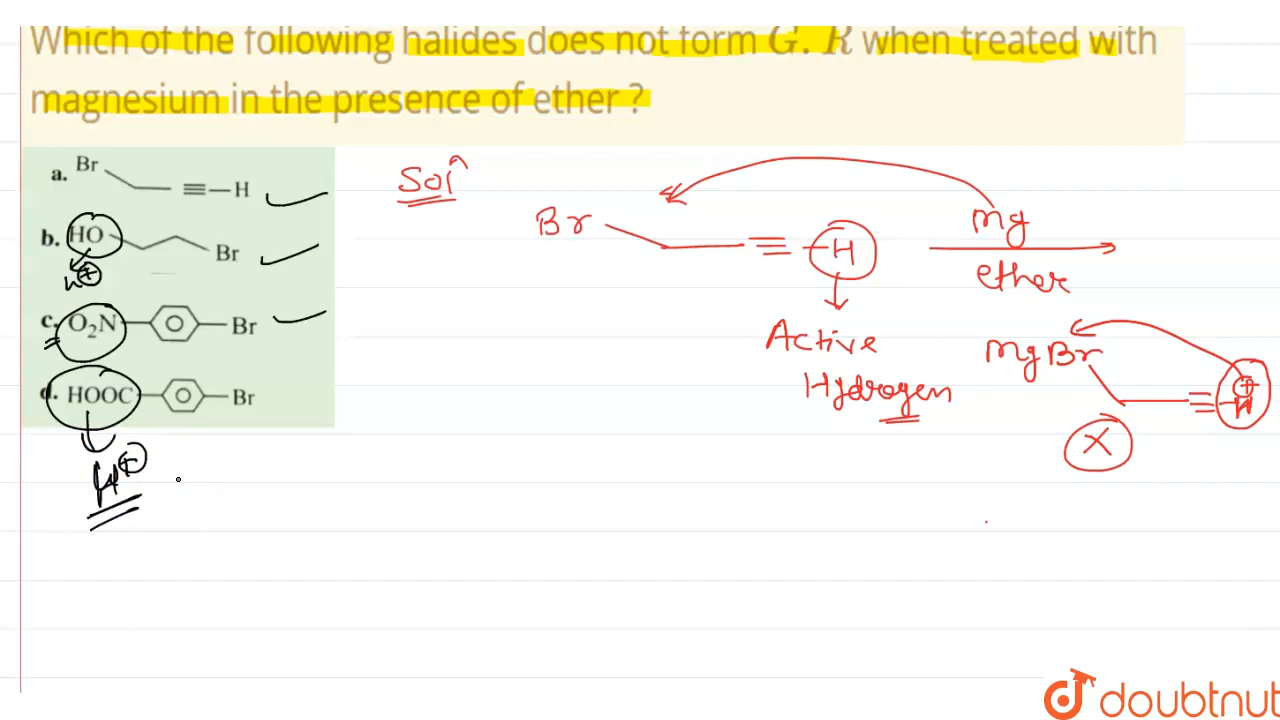 Which of the following halides does not form G. R when treated with
magnesium in the presence of ether ?
a. Br ≡—H
b. HO Br
H⊕
c. O₂N Br
d. HOOC Br
H⊕
Solⁿ
Br ≡—H
Mg
ether
Active
Hydrogen
MgBr ≡ H⊕
X
doubtnut